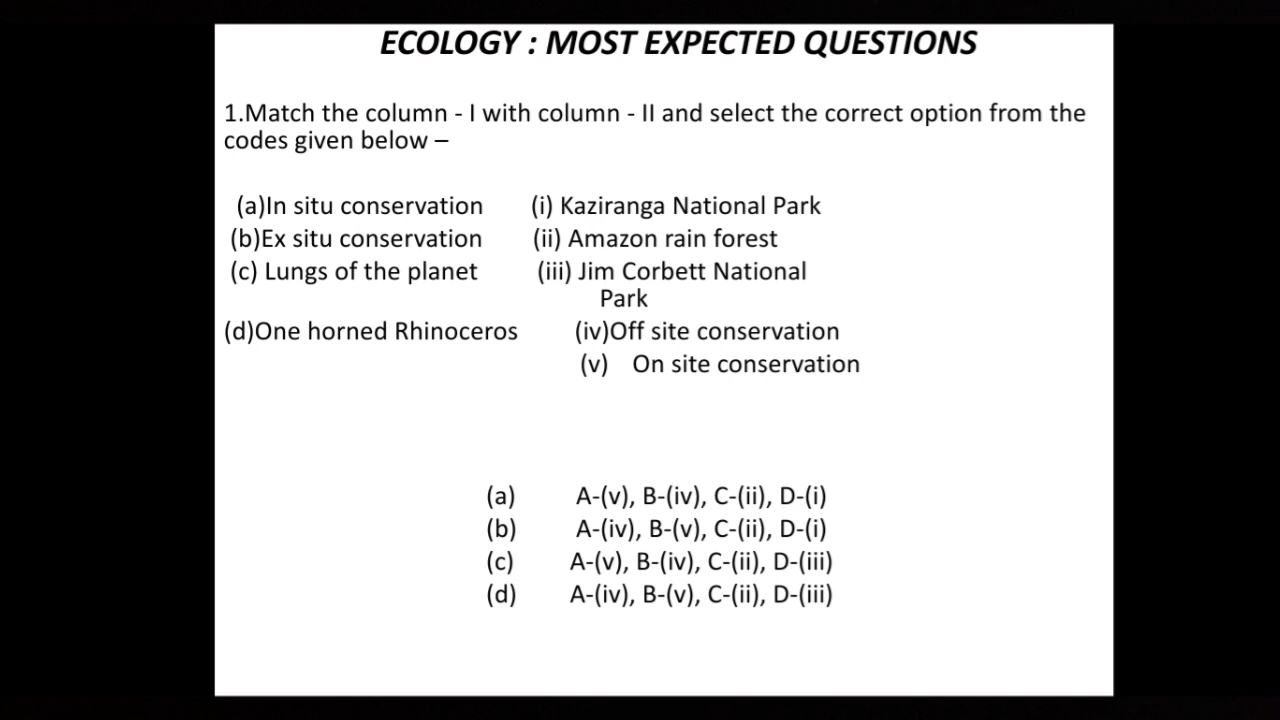 ECOLOGY : MOST EXPECTED QUESTIONS
1.Match the column - I with column - II and select the correct option from the
codes given below –
(a)In situ conservation (i) Kaziranga National Park
(b)Ex situ conservation (ii) Amazon rain forest
(c) Lungs of the planet (iii) Jim Corbett National
Park
(d)One horned Rhinoceros (iv)Off site conservation
(v) On site conservation
(a) A-(v), B-(iv), C-(ii), D-(i)
(b) A-(iv), B-(v), C-(ii), D-(i)
(c) A-(v), B-(iv), C-(ii), D-(iii)
(d) A-(iv), B-(v), C-(ii), D-(iii)